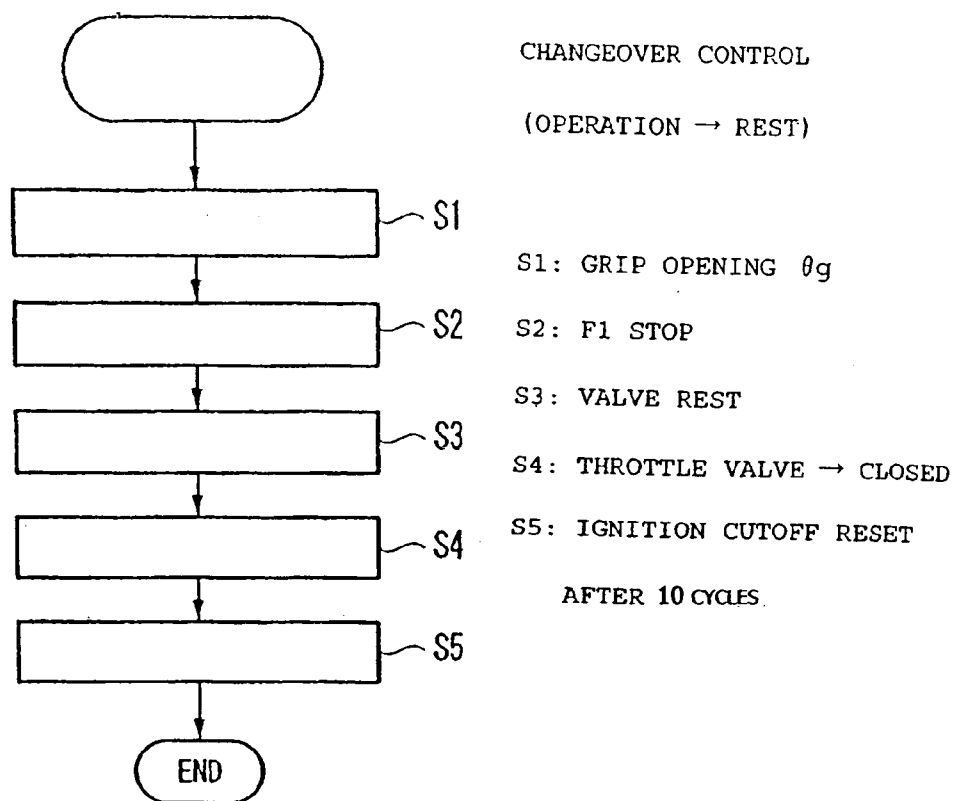 CHANGEOVER CONTROL
(OPERATION → REST)
S1
S2
S3
S4
S5
END
S1: GRIP OPENING θg
S2: F1 STOP
S3: VALVE REST
S4: THROTTLE VALVE → CLOSED
S5: IGNITION CUTOFF RESET
AFTER 10 CYCLES